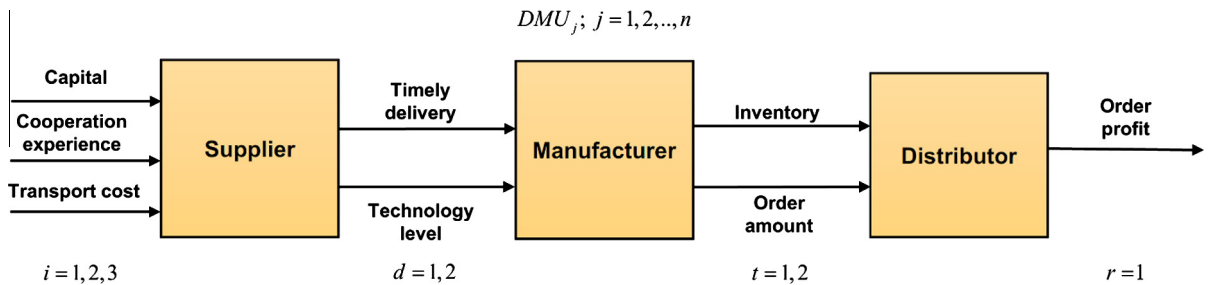 DMU_j; j = 1,2,..,n
Capital
Cooperation
experience
Transport cost
Supplier
Timely
delivery
Technology
level
Manufacturer
Inventory
Order
amount
Distributor
Order
profit
i = 1,2,3
d = 1,2
t = 1,2
r = 1